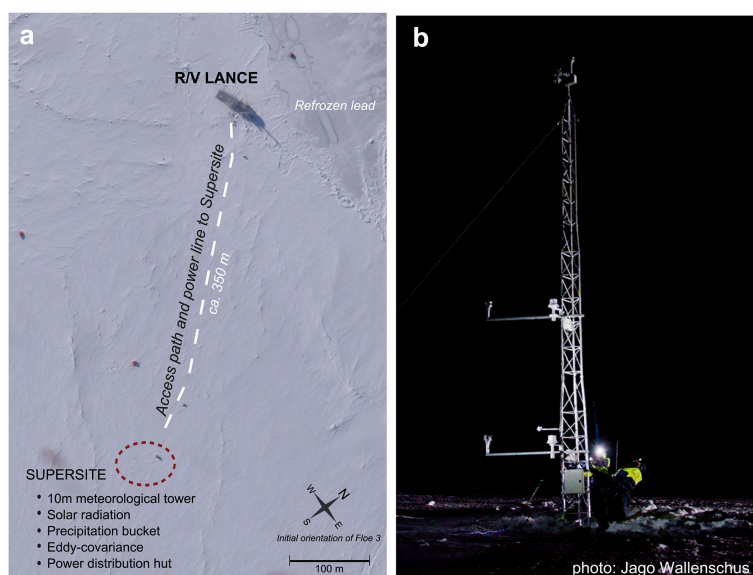 a
R/V LANCE
Refrozen lead
Access path and power line to Supersite
ca. 350 m
SUPERSITE
• 10m meteorological tower
• Solar radiation
• Precipitation bucket
• Eddy-covariance
• Power distribution hut
N
W
S
E
Initial orientation of Floe 3
100 m
b
photo: Jago Wallenschus